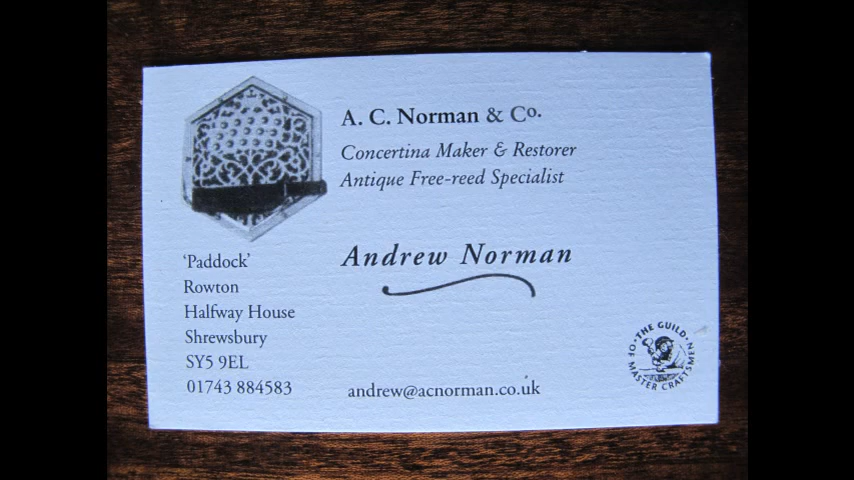 A. C. Norman & Co.
Concertina Maker & Restorer
Antique Free-reed Specialist
Andrew Norman
'Paddock'
Rowton
Halfway House
Shrewsbury
SY5 9EL
01743 884583
andrew@acnorman.co.uk
·THE GUILD·
OF MASTER CRAFTSMEN